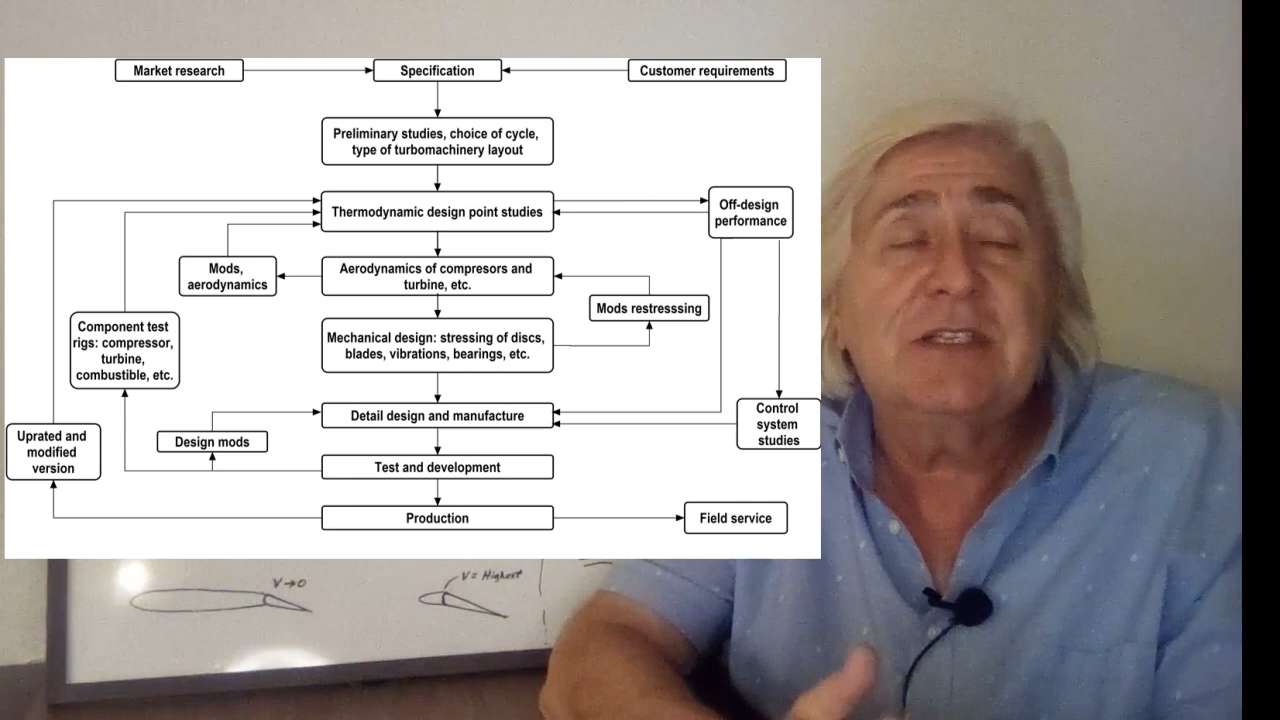 Market research
Specification
Customer requirements
Preliminary studies, choice of cycle,
type of turbomachinery layout
Thermodynamic design point studies
Off-design
performance
Mods,
aerodynamics
Aerodynamics of compresors and
turbine, etc.
Mods restresssing
Component test
rigs: compressor,
turbine,
combustible, etc.
Mechanical design: stressing of discs,
blades, vibrations, bearings, etc.
Detail design and manufacture
Control
system
studies
Uprated and
modified
version
Design mods
Test and development
Production
Field service
V→0
V= Highest